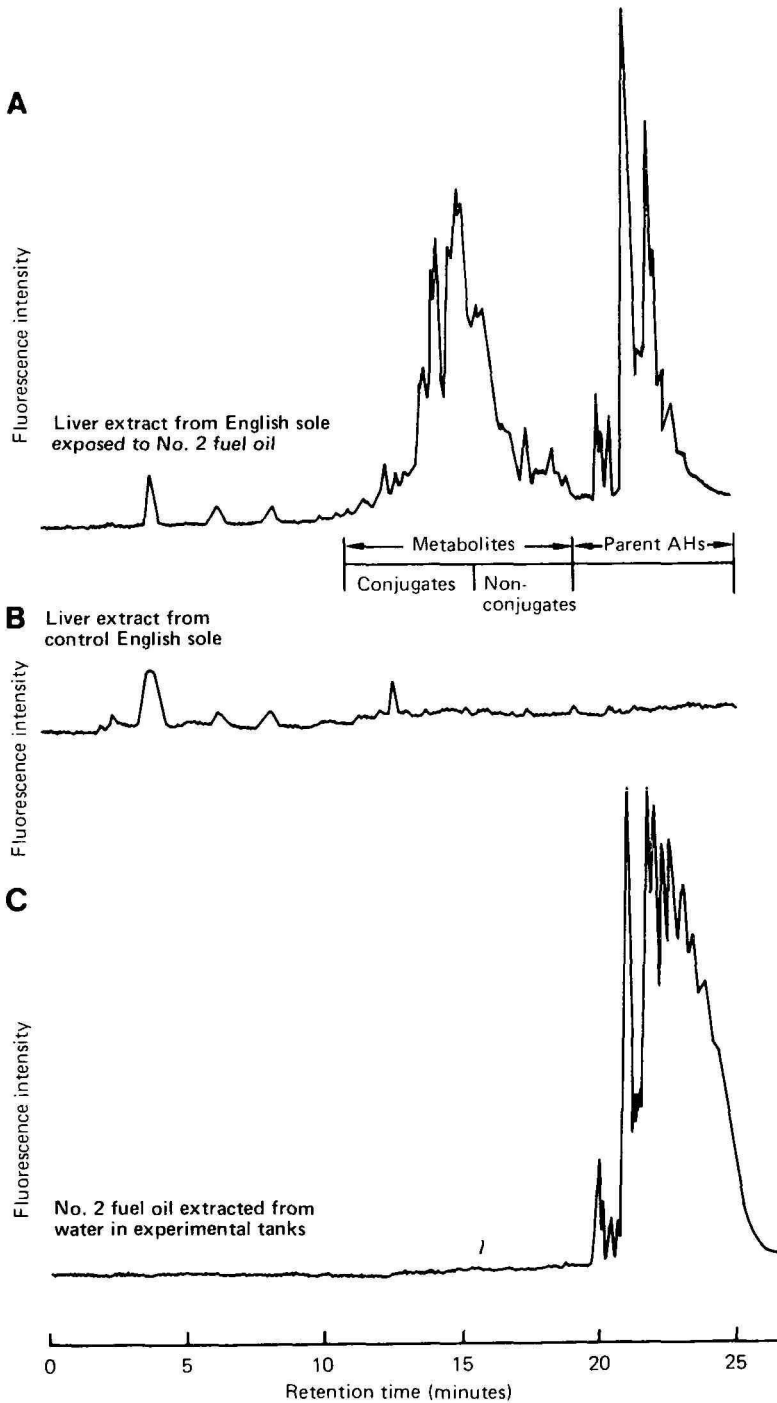 A
Fluorescence intensity
Liver extract from English sole
exposed to No. 2 fuel oil
Metabolites
Parent AHs
Conjugates
Non-
conjugates
B
Liver extract from
control English sole
Fluorescence intensity
C
Fluorescence intensity
No. 2 fuel oil extracted from
water in experimental tanks
0 5 10 15 20 25
Retention time (minutes)